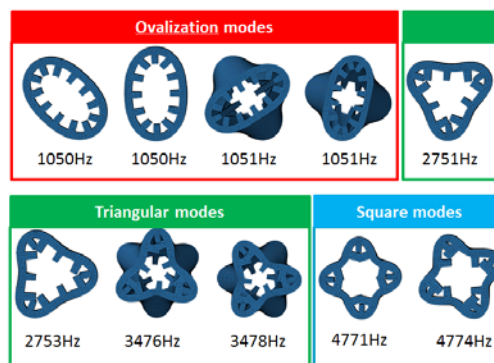 Ovalization modes
1050Hz 1050Hz 1051Hz 1051Hz 2751Hz
Triangular modes Square modes
2753Hz 3476Hz 3478Hz 4771Hz 4774Hz